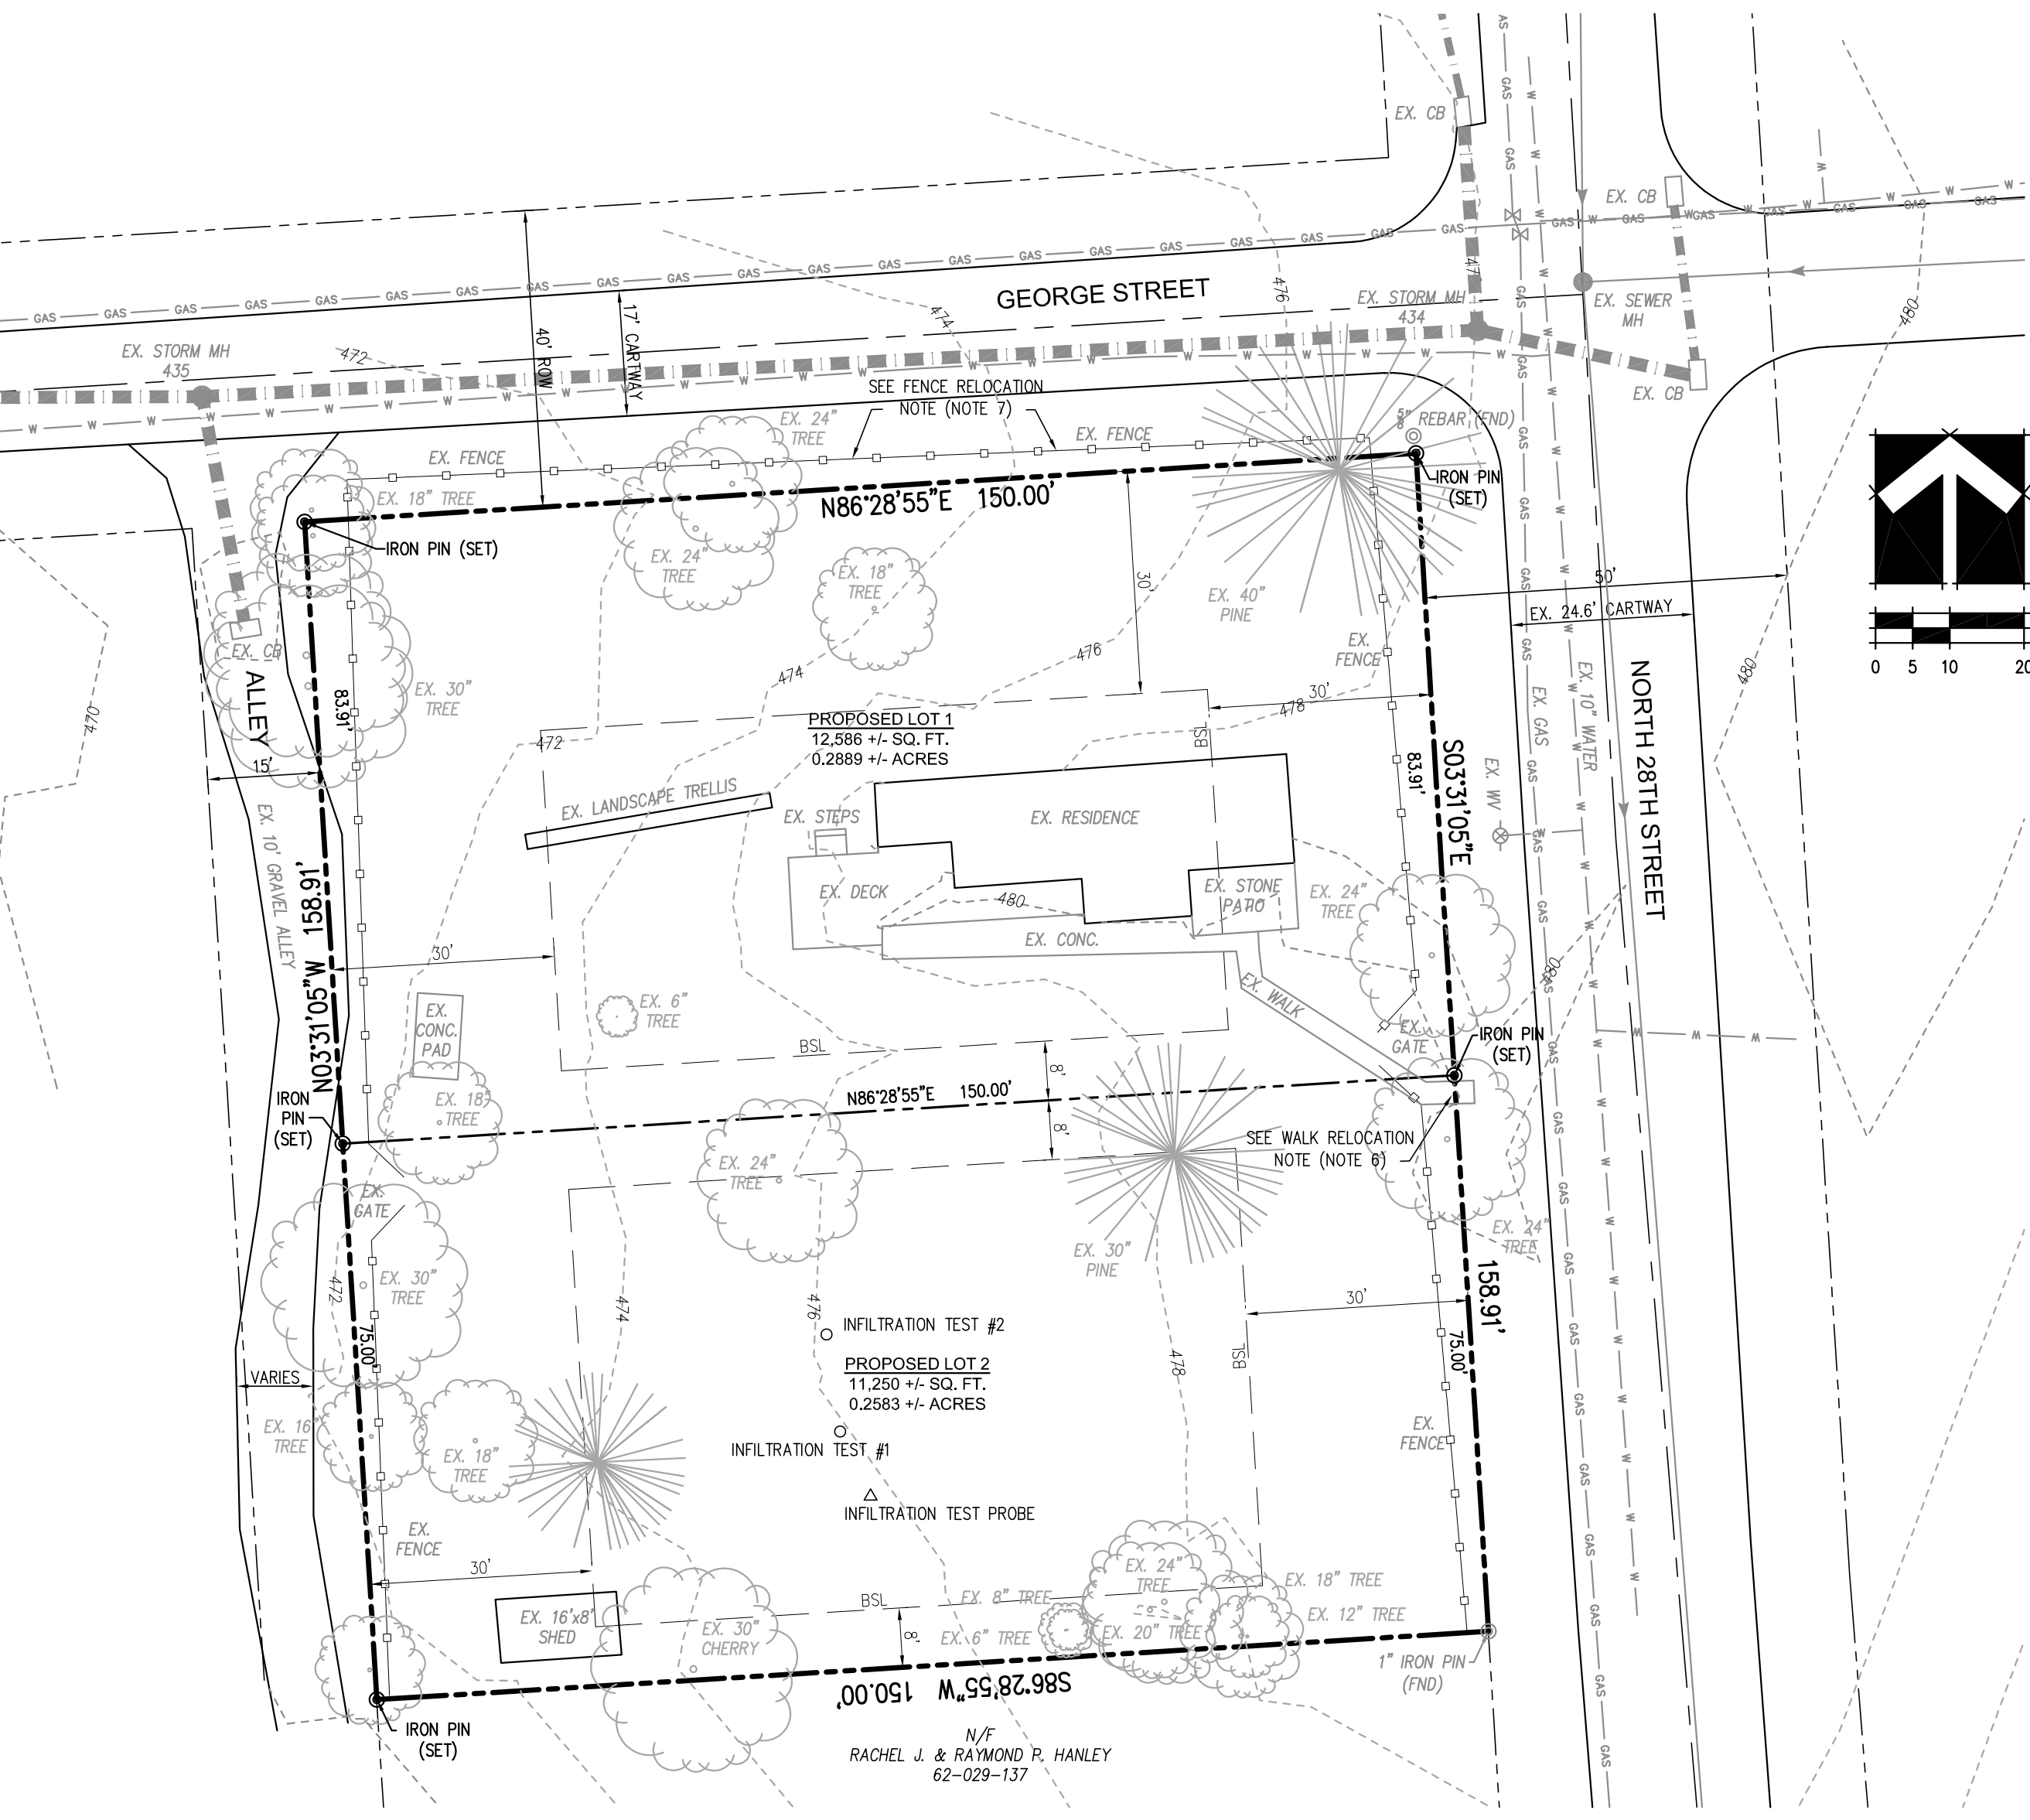 EX. CB
EX. CB
GEORGE STREET
476
474
472
EX. STORM MH
434
EX. SEWER
MH
480
EX. STORM MH
435
40' ROW
17' CARTWAY
EX. CB
SEE FENCE RELOCATION
NOTE (NOTE 7)
EX. 24"
TREE
EX. FENCE
EX. FENCE
5/8" REBAR (FND)
IRON PIN
(SET)
EX. 18" TREE
N86°28'55"E 150.00'
IRON PIN (SET)
EX. 24"
TREE
EX. 18"
TREE
30'
EX. 40"
PINE
50'
EX. 24.6' CARTWAY
0 5 10 20
EX. CB
ALLEY
EX. 30"
TREE
83.91'
EX.
FENCE
474
476
478
480
470
472
30'
BSL
PROPOSED LOT 1
12,586 +/- SQ. FT.
0.2889 +/- ACRES
15'
EX. 10' GRAVEL ALLEY
EX. LANDSCAPE TRELLIS
EX. STEPS
EX. RESIDENCE
83.91'
S03°31'05"E
EX. WV
EX. GAS
EX. 10" WATER
NORTH 28TH STREET
EX. DECK
480
EX. STONE
PATIO
EX. 24"
TREE
EX. CONC.
N03°31'05"W 158.91'
30'
480
EX. WALK
EX.
CONC.
PAD
EX. 6"
TREE
EX.
GATE
IRON PIN
(SET)
BSL
8'
N86°28'55"E 150.00'
8'
IRON
PIN
(SET)
EX. 18"
TREE
SEE WALK RELOCATION
NOTE (NOTE 6)
EX. 24"
TREE
EX.
GATE
EX. 30"
PINE
EX. 24"
TREE
EX. 30"
TREE
472
474
476
478
BSL
30'
158.91'
75.00'
75.00'
INFILTRATION TEST #2
PROPOSED LOT 2
11,250 +/- SQ. FT.
0.2583 +/- ACRES
VARIES
EX. 16"
TREE
EX. 18"
TREE
INFILTRATION TEST #1
EX.
FENCE
INFILTRATION TEST PROBE
EX.
FENCE
30'
EX. 16'x8'
SHED
EX. 30"
CHERRY
BSL
8'
EX. 8" TREE
EX. 6" TREE
EX. 24"
TREE
EX. 20" TREE
EX. 18" TREE
EX. 12" TREE
1" IRON PIN
(FND)
S86°28'55"W 150.00'
IRON PIN
(SET)
N/F
RACHEL J. & RAYMOND P. HANLEY
62-029-137